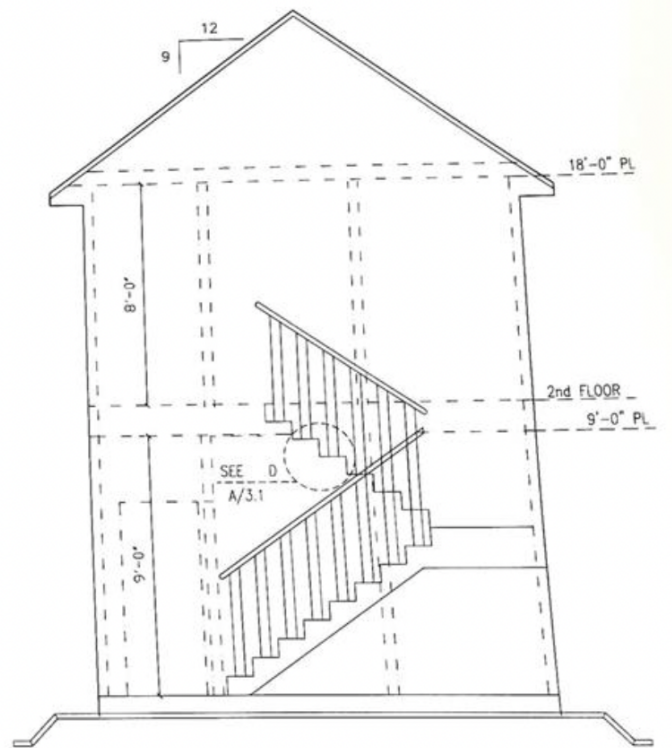 12
9
18'-0" PL
8'-0"
2nd FLOOR
9'-0" PL
SEE D
A/3.1
9'-0"